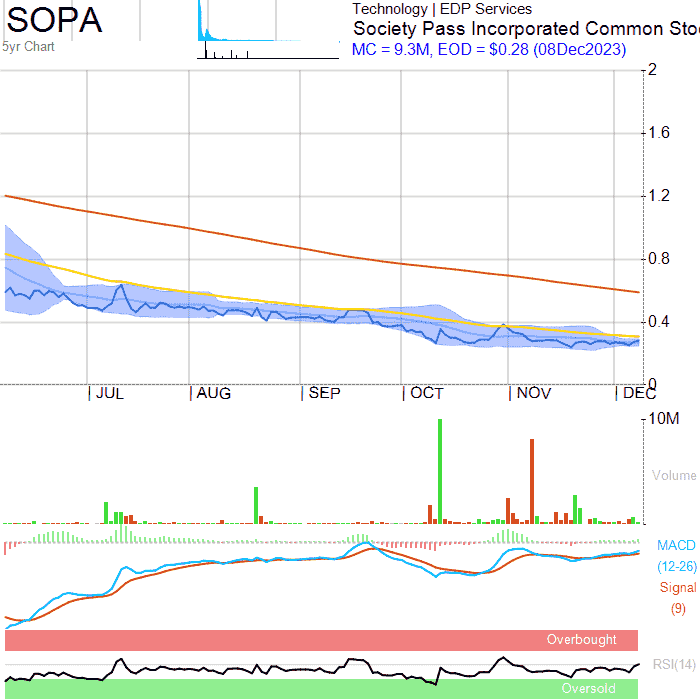 SOPA
5yr Chart
Technology | EDP Services
Society Pass Incorporated Common Sto
MC = 9.3M, EOD = $0.28 (08Dec2023)
2
1.6
1.2
0.8
0.4
0
JUL AUG SEP OCT NOV DEC
10M
Volume
MACD
(12-26)
Signal
(9)
Overbought
RSI(14)
Oversold